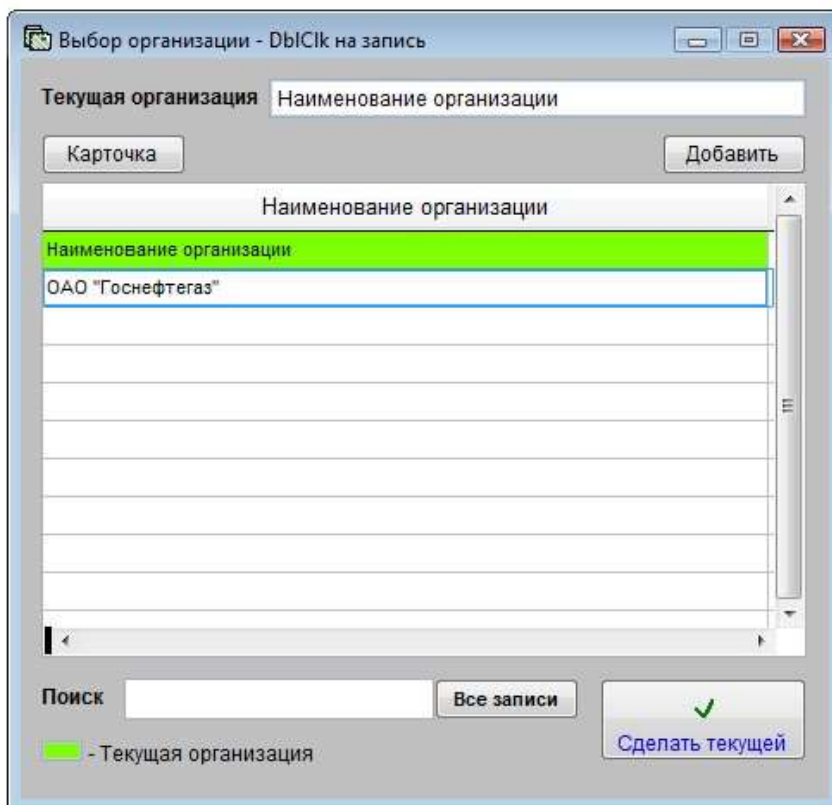 Выбор организации - DblClk на запись
Текущая организация Наименование организации
Карточка Добавить
Наименование организации
Наименование организации
ОАО "Госнефтегаз"
Поиск Все записи
Сделать текущей
- Текущая организация